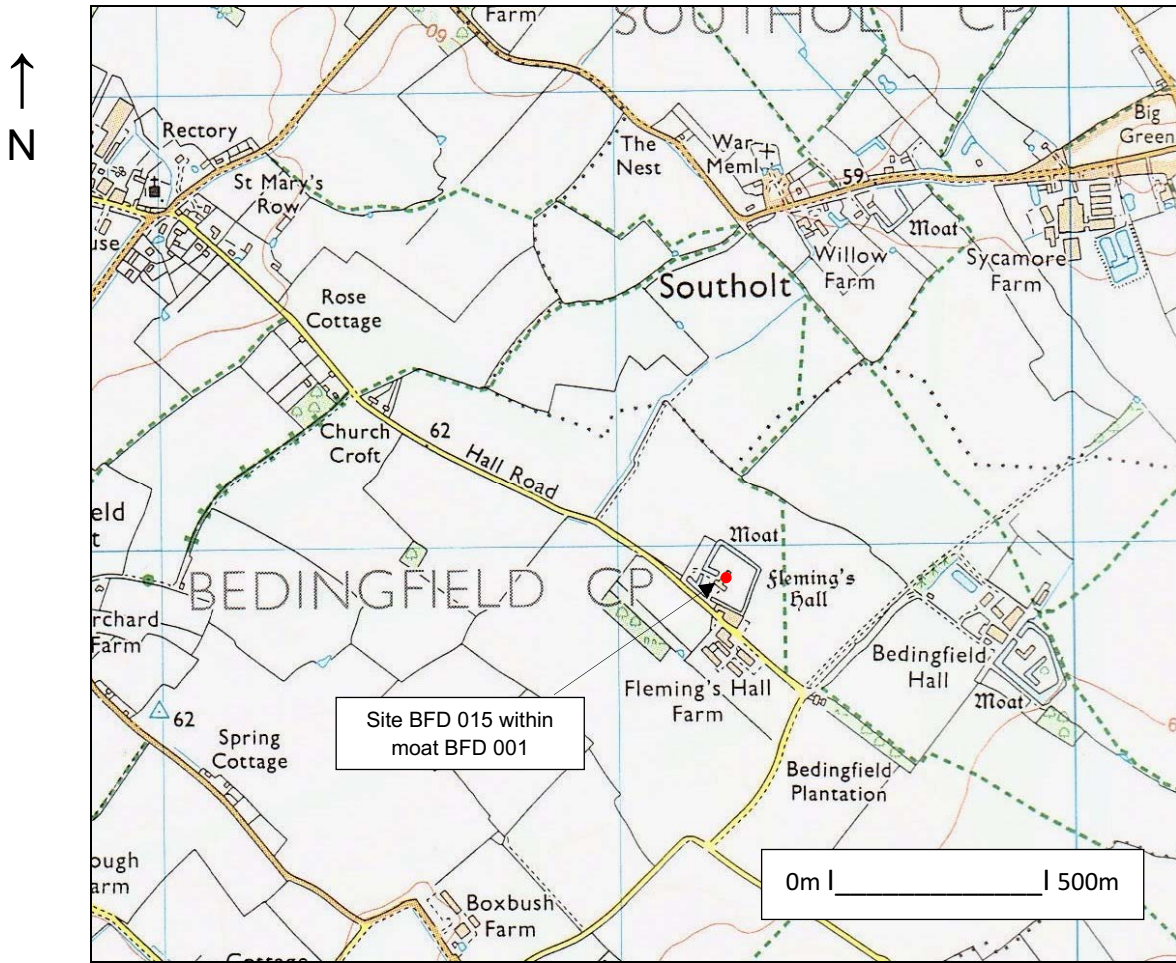 Farm
SOUTHOLT CP
60
N
Rectory
St Mary's
Row
The
Nest
War
Meml
59
Big
Green
Moat
Willow
Farm
Sycamore
Farm
Southolt
use
Rose
Cottage
Church
Croft
62
Hall Road
eld
t
Moat
Fleming's
Hall
BEDINGFIELD CP
rchard
Farm
Bedingfield
Hall
Moat
Fleming's Hall
Farm
62
Spring
Cottage
Site BFD 015 within
moat BFD 001
Bedingfield
Plantation
ough
arm
Boxbush
Farm
0m 500m
Cottage